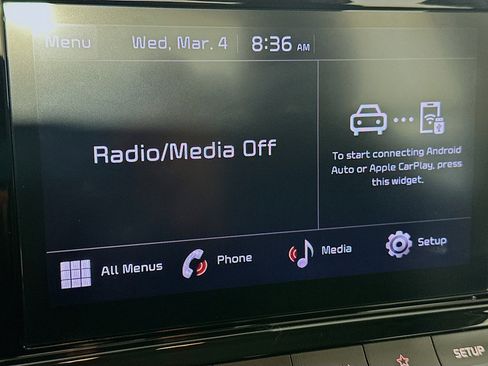 Menu Wed, Mar. 4 8:36 AM
Radio/Media Off
To start connecting Android
Auto or Apple CarPlay, press
this widget.
All Menus Phone Media Setup
SETUP